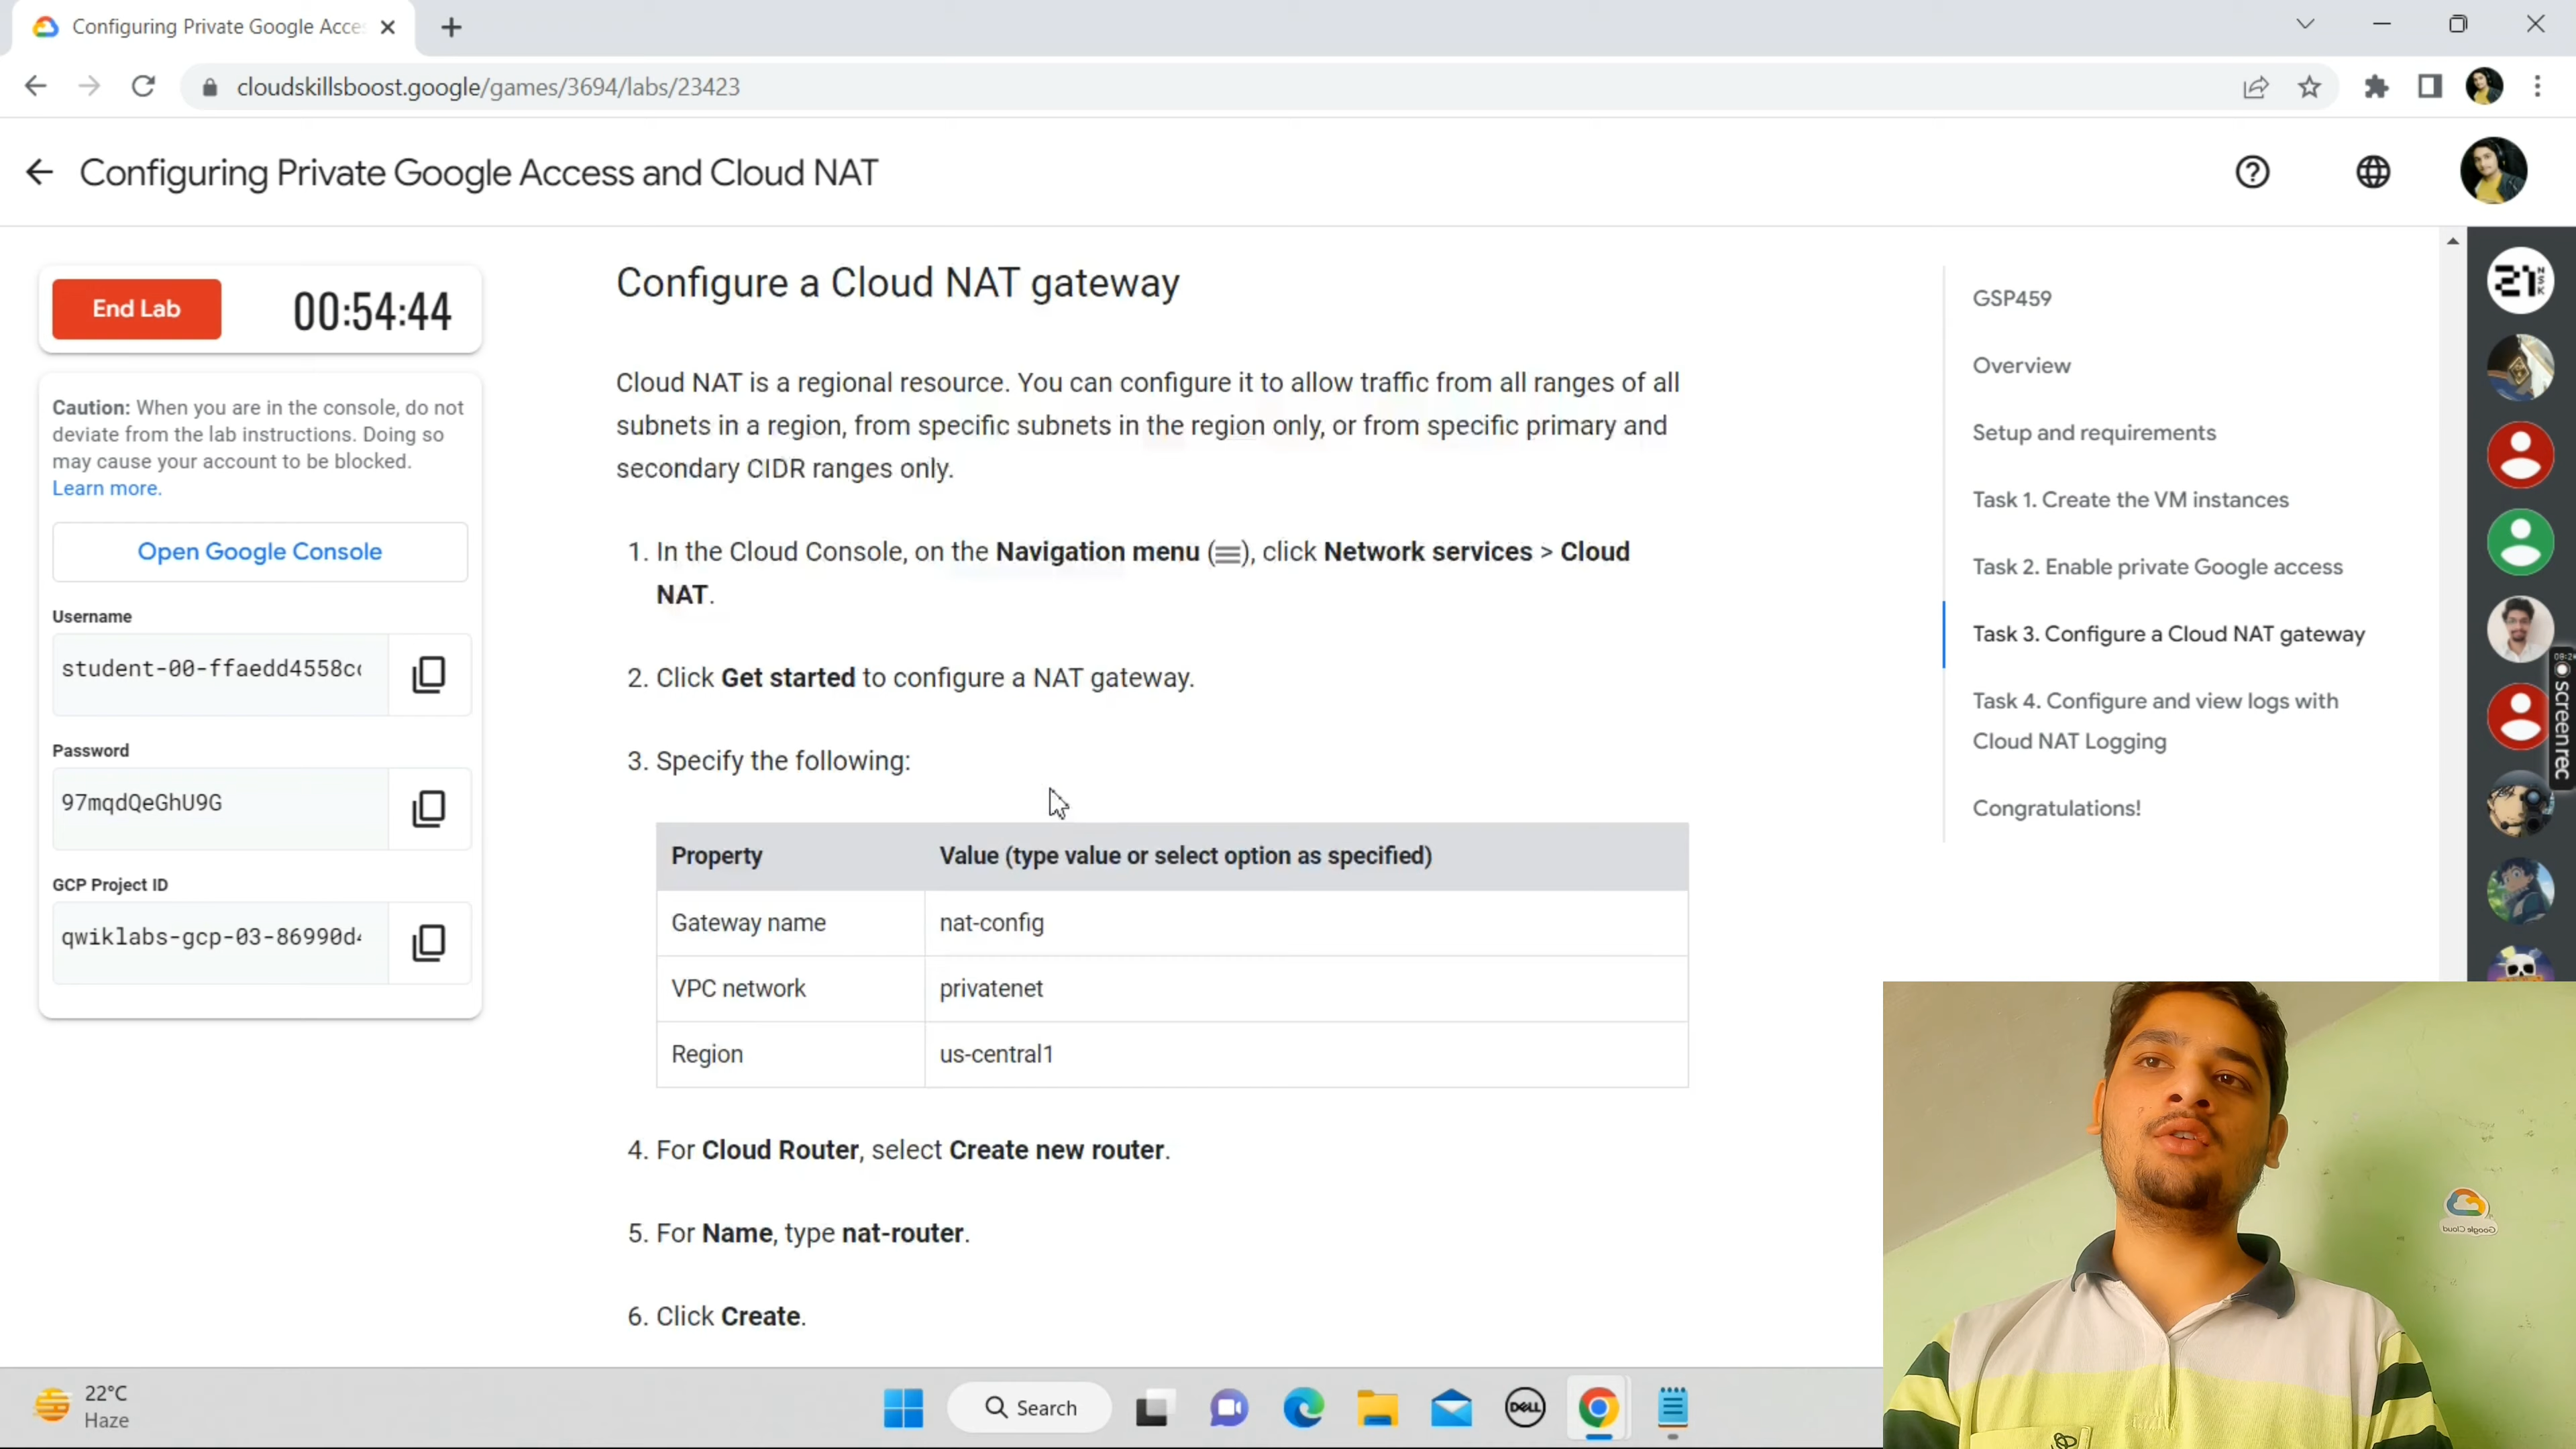 Configuring Private Google Acce
cloudskillsboost.google/games/3694/labs/23423
Configuring Private Google Access and Cloud NAT
End Lab
00:54:44
Caution: When you are in the console, do not
deviate from the lab instructions. Doing so
may cause your account to be blocked.
Learn more.
Open Google Console
Username
student-00-ffaedd4558c
Password
97mqdQeGhU9G
GCP Project ID
qwiklabs-gcp-03-86990d
Configure a Cloud NAT gateway
Cloud NAT is a regional resource. You can configure it to allow traffic from all ranges of all
subnets in a region, from specific subnets in the region only, or from specific primary and
secondary CIDR ranges only.
1. In the Cloud Console, on the Navigation menu (≡), click Network services > Cloud
NAT.
2. Click Get started to configure a NAT gateway.
3. Specify the following:
Property Value (type value or select option as specified)
Gateway name nat-config
VPC network privatenet
Region us-central1
4. For Cloud Router, select Create new router.
5. For Name, type nat-router.
6. Click Create.
GSP459
Overview
Setup and requirements
Task 1. Create the VM instances
Task 2. Enable private Google access
Task 3. Configure a Cloud NAT gateway
Task 4. Configure and view logs with
Cloud NAT Logging
Congratulations!
21 NSK
screenrec
Google Cloud
22°C
Haze
Search
DELL